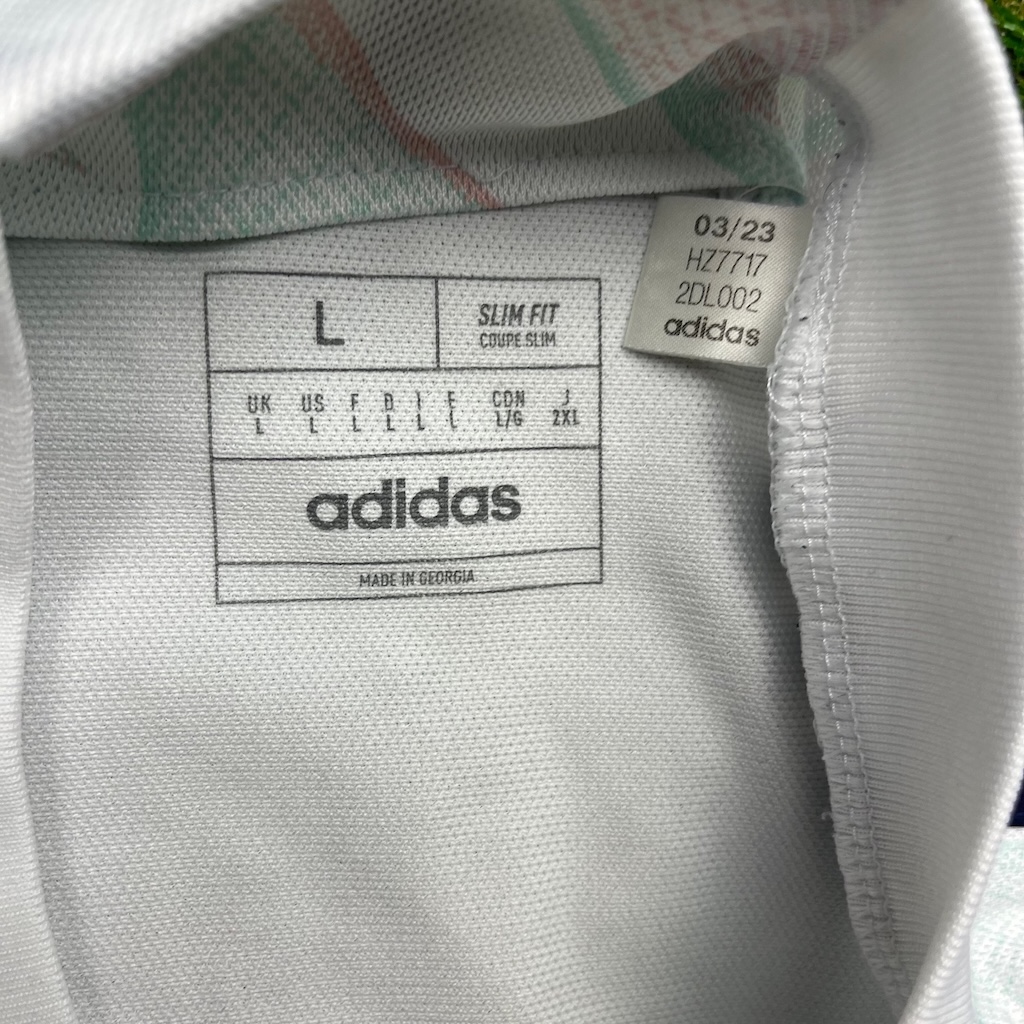 03/23
HZ7717
2DL002
adidas
L
SLIM FIT
COUPE SLIM
UK US F D I E CDN J
L L L L L L L/G 2XL
adidas
MADE IN GEORGIA